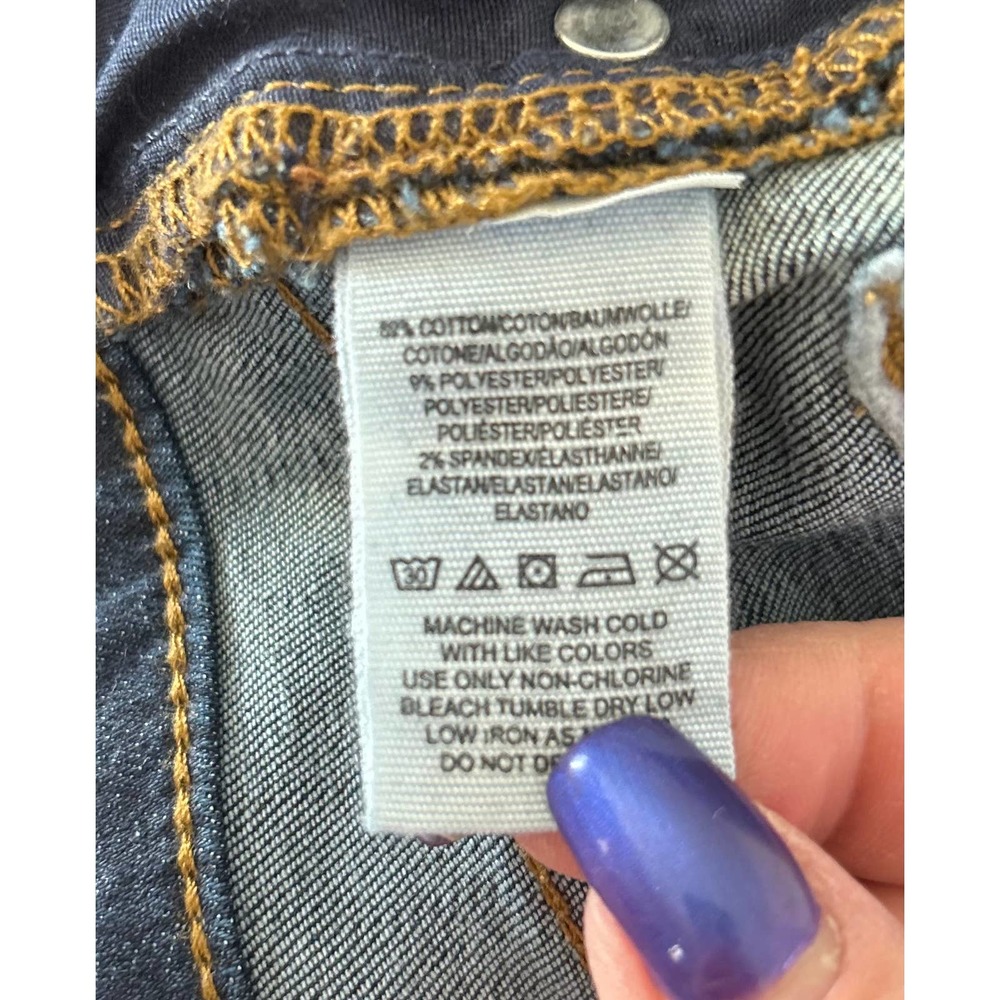 89% COTTON/COTON/BAUMWOLLE/
COTONE/ALGODÃO/ALGODÓN
9% POLYESTER/POLYESTER/
POLYESTER/POLIESTERE/
POLIÉSTER/POLIÉSTER
2% SPANDEX/ÉLASTHANNE/
ELASTAN/ELASTAN/ELASTANO/
ELASTANO
30
MACHINE WASH COLD
WITH LIKE COLORS
USE ONLY NON-CHLORINE
BLEACH TUMBLE DRY LOW
LOW IRON AS
DO NOT